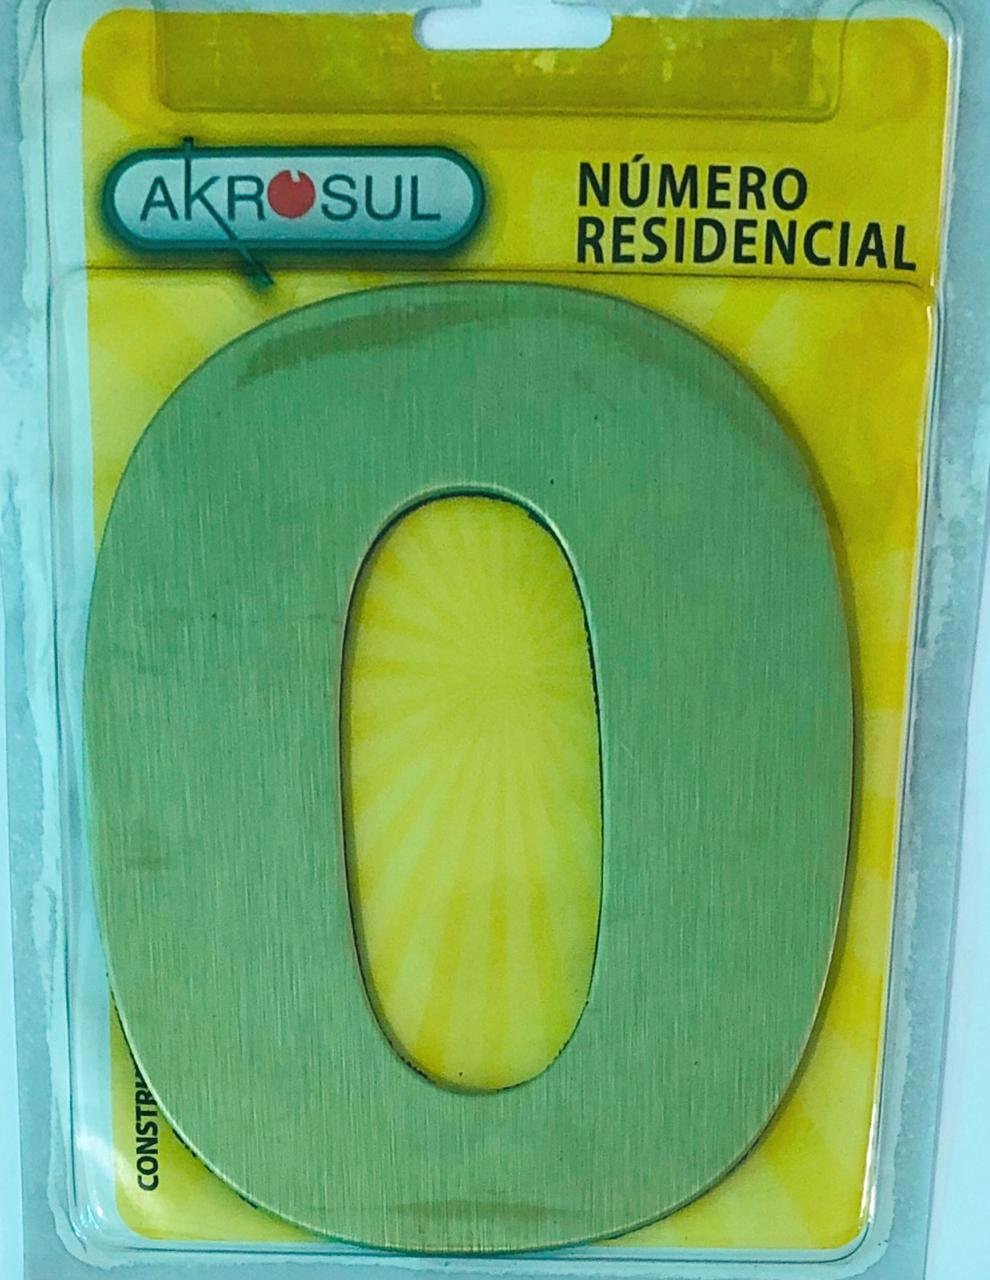 AKROSUL
NÚMERO
RESIDENCIAL
0